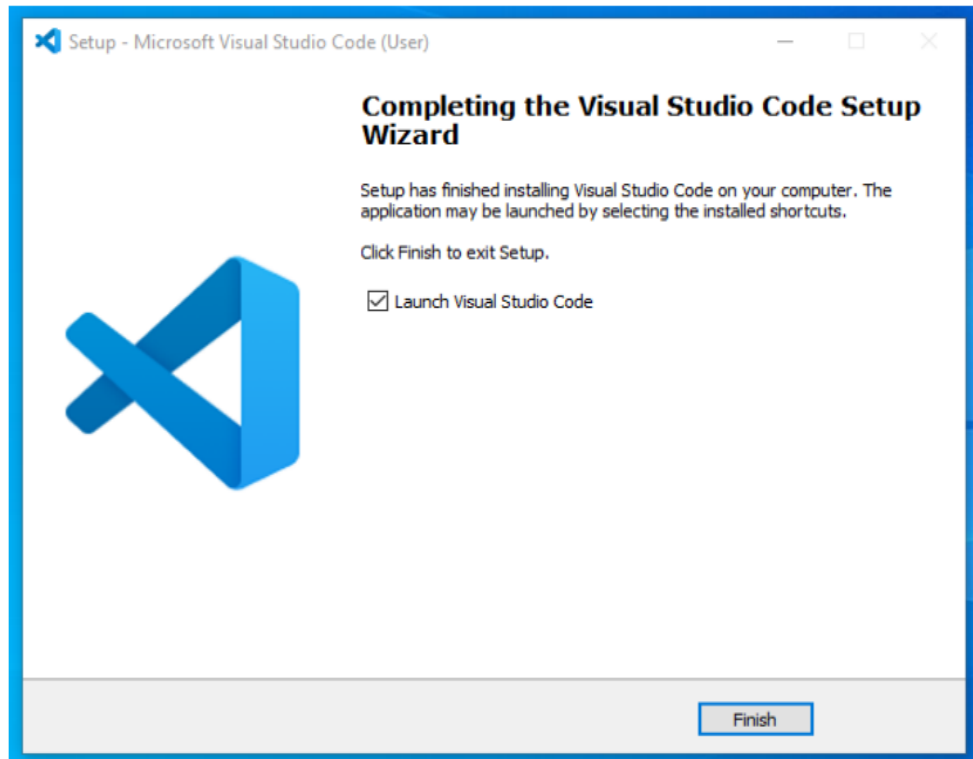 Setup - Microsoft Visual Studio Code (User)
Completing the Visual Studio Code Setup
Wizard
Setup has finished installing Visual Studio Code on your computer. The
application may be launched by selecting the installed shortcuts.
Click Finish to exit Setup.
Launch Visual Studio Code
Finish